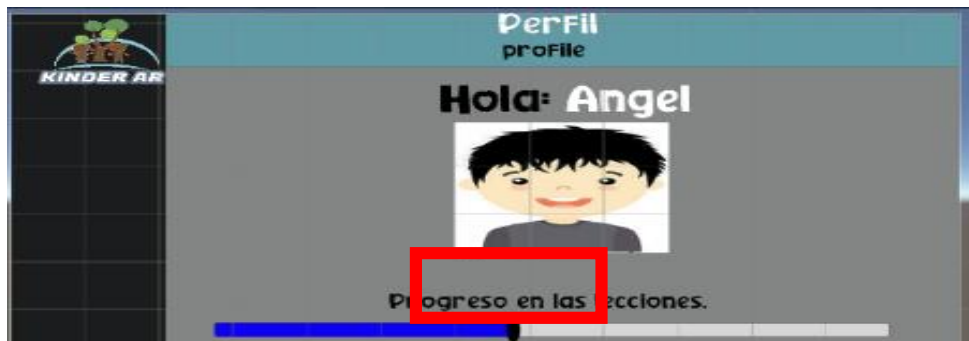 Perfil
profile
KINDER AR
Hola: Angel
Progreso en las lecciones.